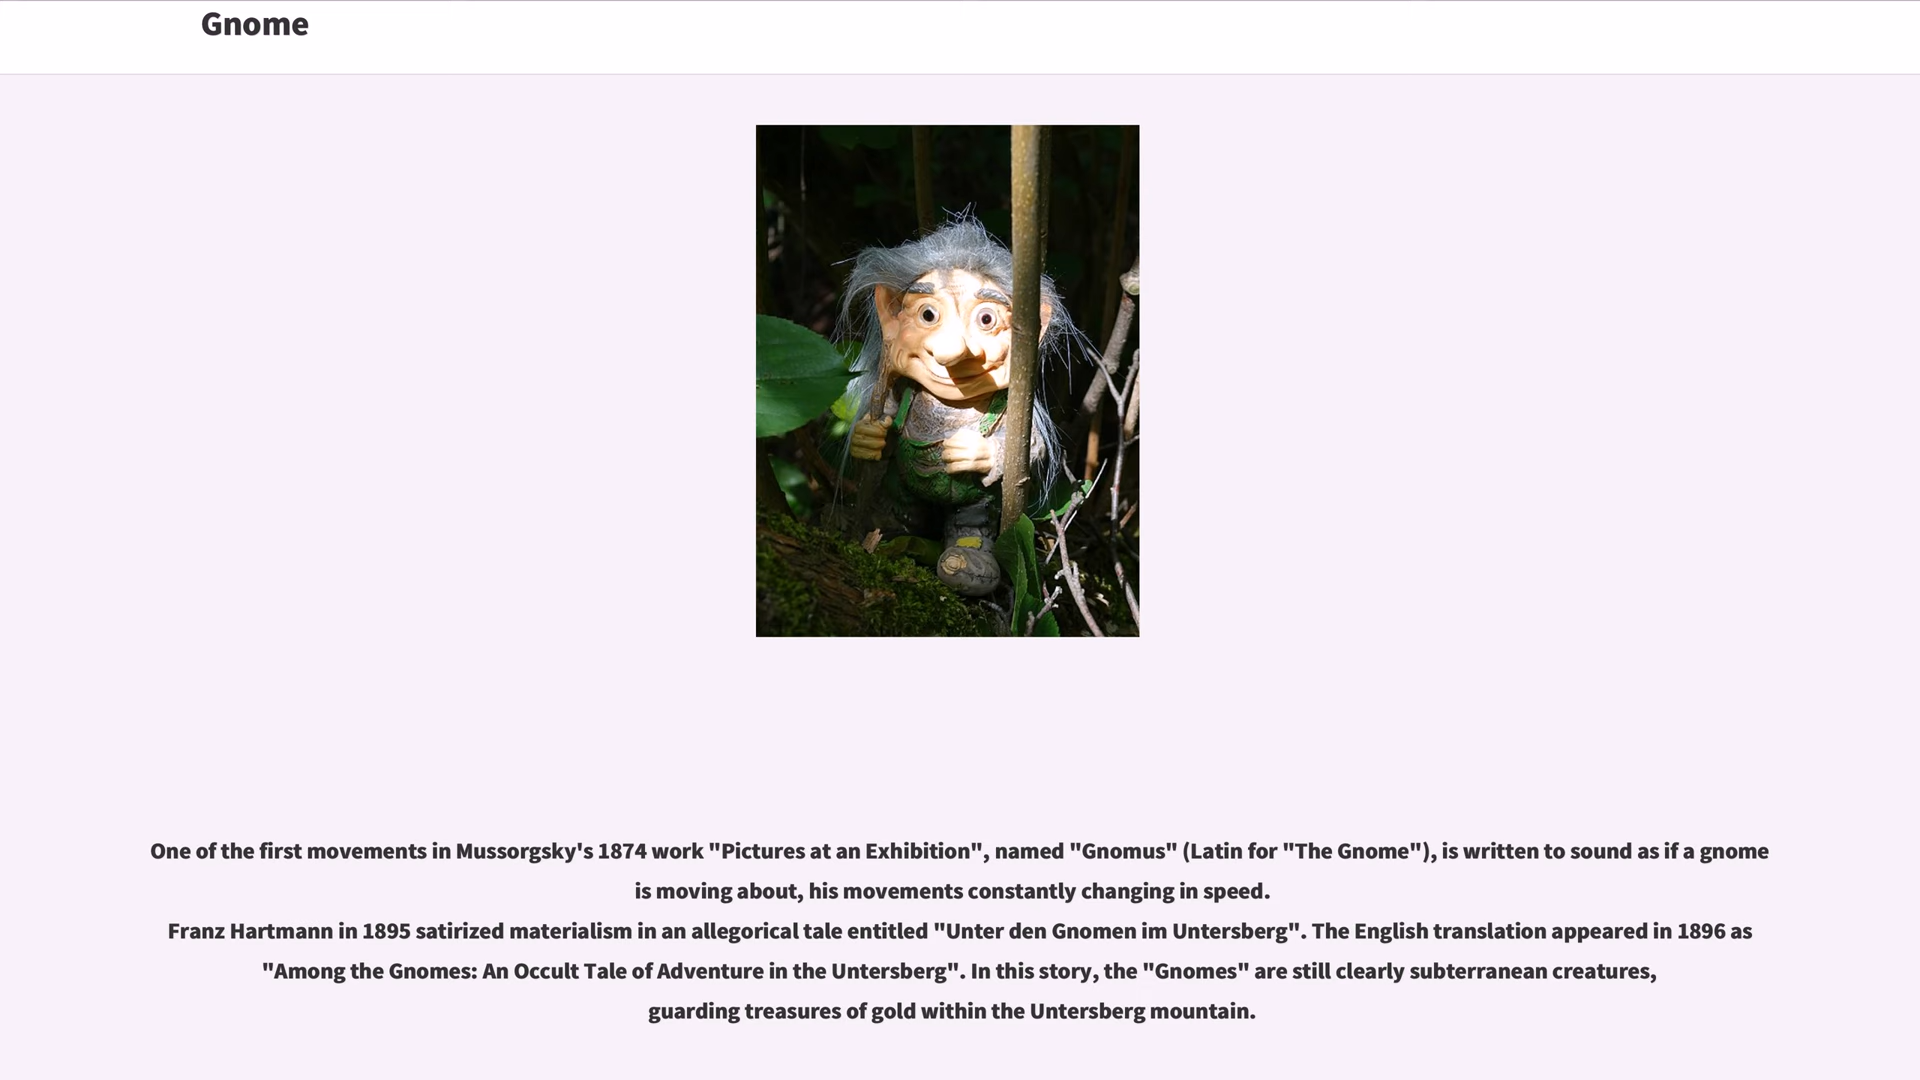 Gnome
One of the first movements in Mussorgsky's 1874 work "Pictures at an Exhibition", named "Gnomus" (Latin for "The Gnome"), is written to sound as if a gnome
is moving about, his movements constantly changing in speed.
Franz Hartmann in 1895 satirized materialism in an allegorical tale entitled "Unter den Gnomen im Untersberg". The English translation appeared in 1896 as
"Among the Gnomes: An Occult Tale of Adventure in the Untersberg". In this story, the "Gnomes" are still clearly subterranean creatures,
guarding treasures of gold within the Untersberg mountain.